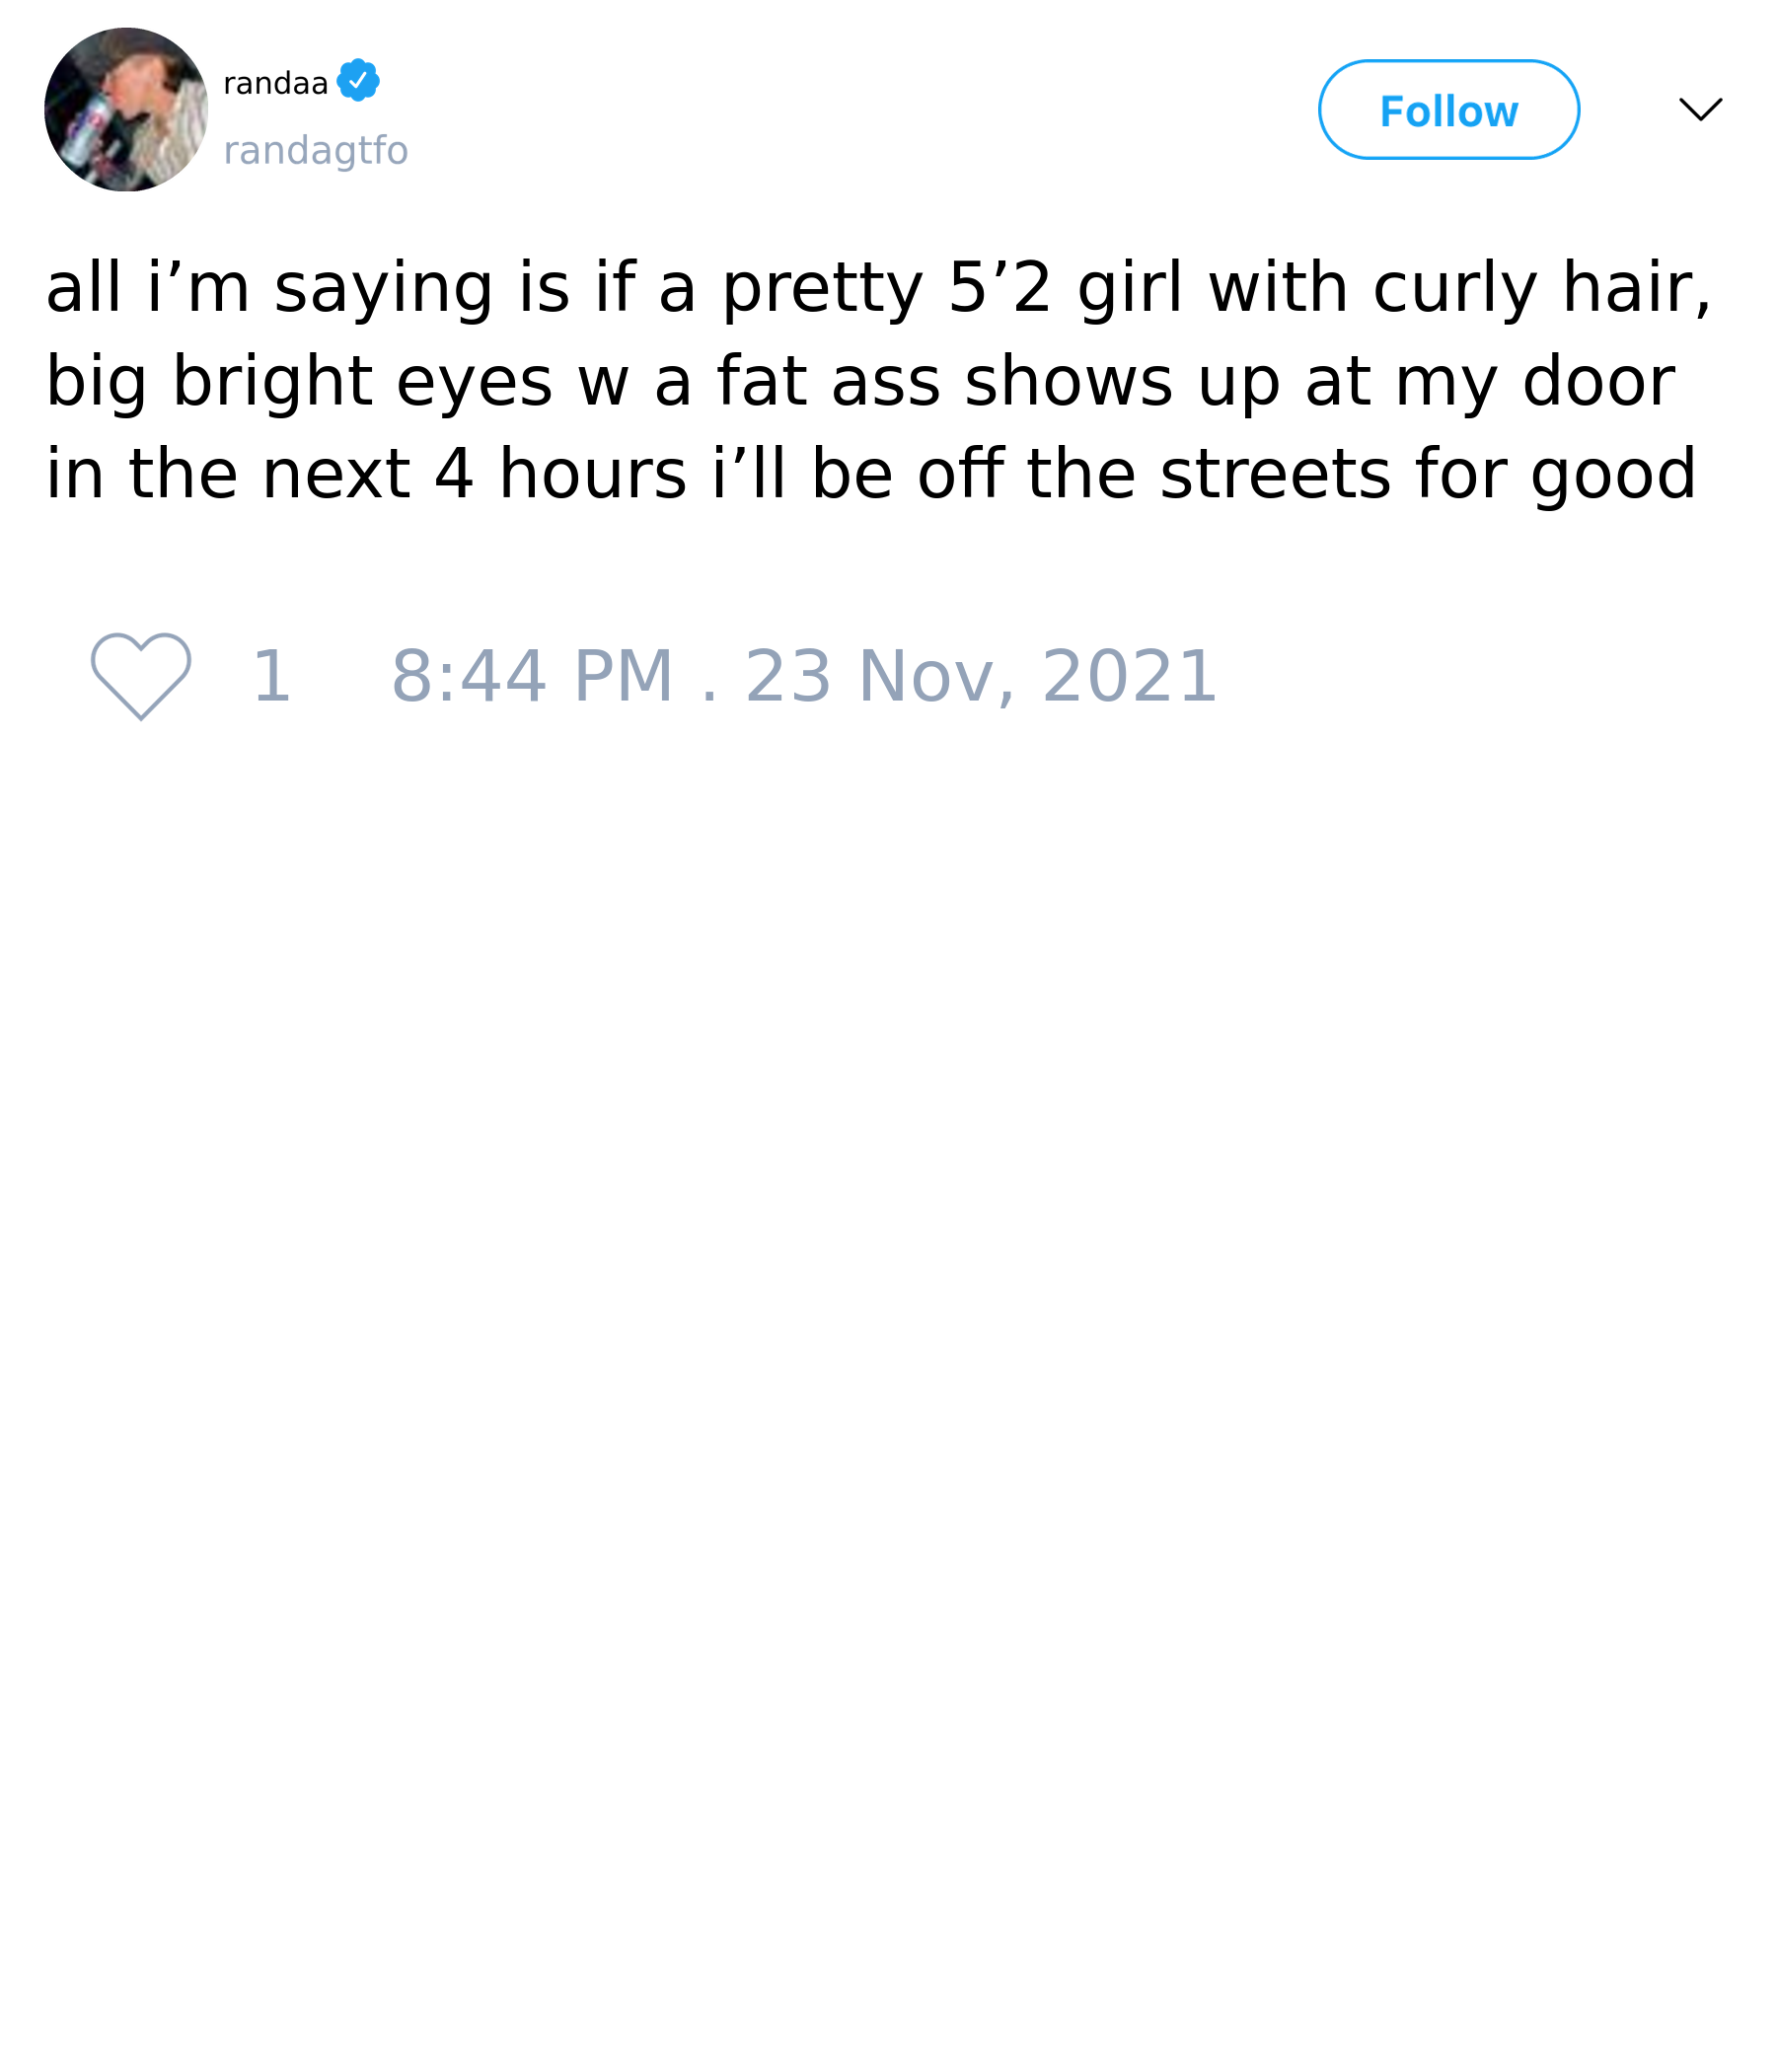 randaa
randagtfo
Follow
all i’m saying is if a pretty 5’2 girl with curly hair,
big bright eyes w a fat ass shows up at my door
in the next 4 hours i’ll be off the streets for good
1 8:44 PM . 23 Nov, 2021